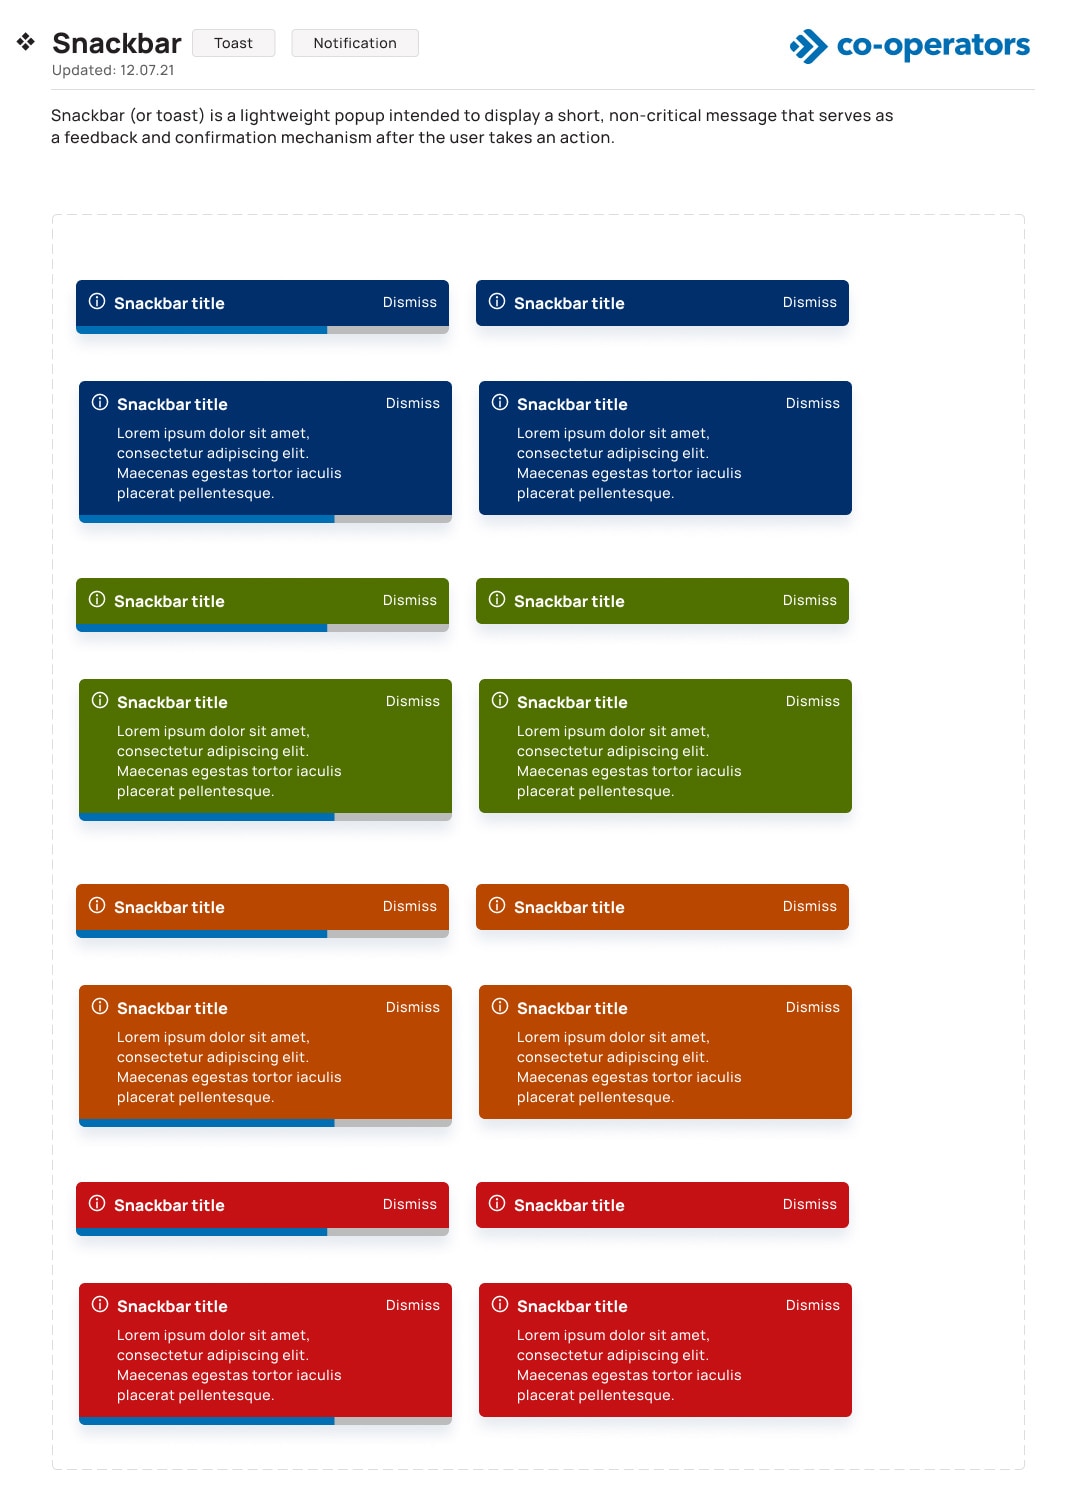 Snackbar Toast Notification
co-operators
Updated: 12.07.21
Snackbar (or toast) is a lightweight popup intended to display a short, non-critical message that serves as
a feedback and confirmation mechanism after the user takes an action.
Snackbar title Dismiss
Snackbar title Dismiss
Snackbar title Dismiss
Lorem ipsum dolor sit amet,
consectetur adipiscing elit.
Maecenas egestas tortor iaculis
placerat pellentesque.
Snackbar title Dismiss
Lorem ipsum dolor sit amet,
consectetur adipiscing elit.
Maecenas egestas tortor iaculis
placerat pellentesque.
Snackbar title Dismiss
Snackbar title Dismiss
Snackbar title Dismiss
Lorem ipsum dolor sit amet,
consectetur adipiscing elit.
Maecenas egestas tortor iaculis
placerat pellentesque.
Snackbar title Dismiss
Lorem ipsum dolor sit amet,
consectetur adipiscing elit.
Maecenas egestas tortor iaculis
placerat pellentesque.
Snackbar title Dismiss
Snackbar title Dismiss
Snackbar title Dismiss
Lorem ipsum dolor sit amet,
consectetur adipiscing elit.
Maecenas egestas tortor iaculis
placerat pellentesque.
Snackbar title Dismiss
Lorem ipsum dolor sit amet,
consectetur adipiscing elit.
Maecenas egestas tortor iaculis
placerat pellentesque.
Snackbar title Dismiss
Snackbar title Dismiss
Snackbar title Dismiss
Lorem ipsum dolor sit amet,
consectetur adipiscing elit.
Maecenas egestas tortor iaculis
placerat pellentesque.
Snackbar title Dismiss
Lorem ipsum dolor sit amet,
consectetur adipiscing elit.
Maecenas egestas tortor iaculis
placerat pellentesque.